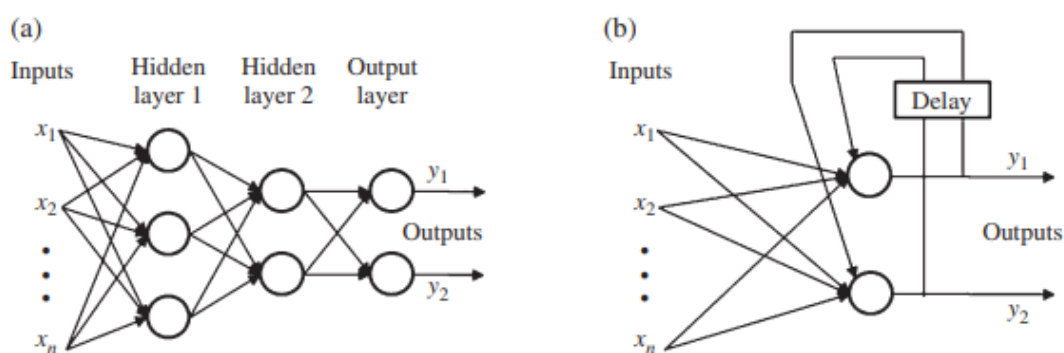 (a)
Inputs
Hidden layer 1
Hidden layer 2
Output layer
x1
x2
xn
y1
Outputs
y2
(b)
Inputs
Delay
x1
x2
xn
y1
Outputs
y2